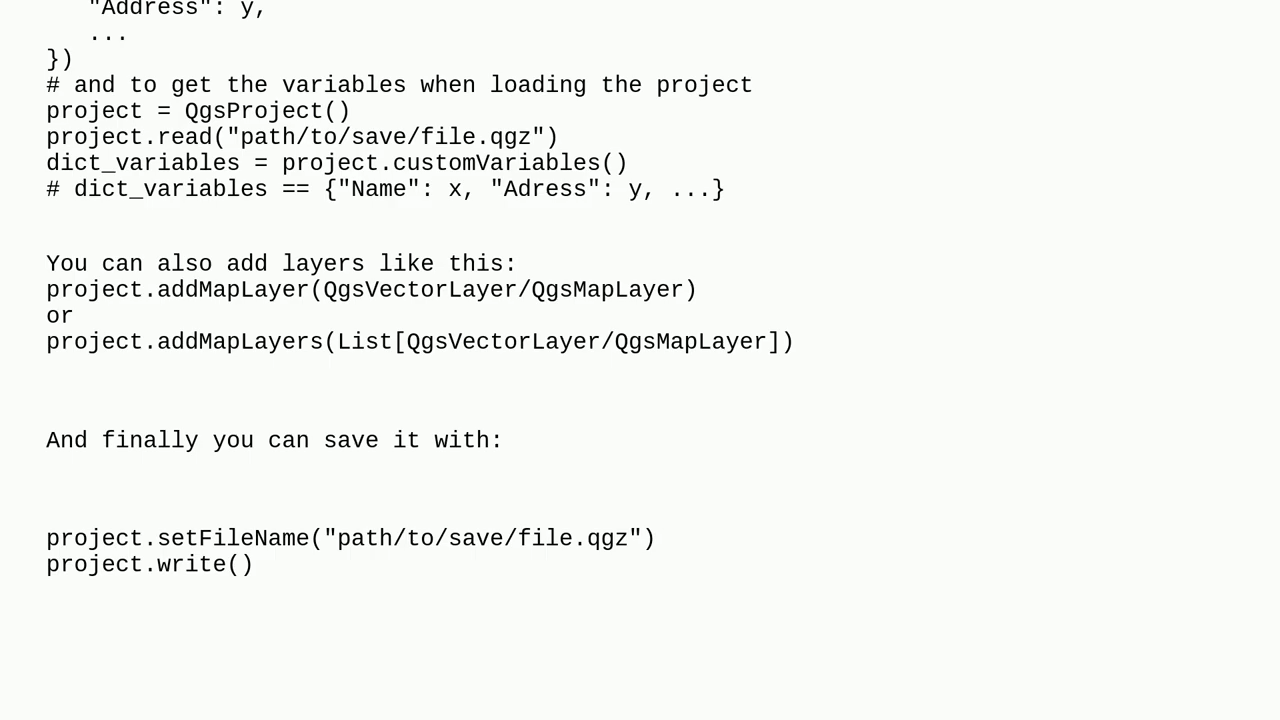 "Address": y,
...
})
# and to get the variables when loading the project
project = QgsProject()
project.read("path/to/save/file.qgz")
dict_variables = project.customVariables()
# dict_variables == {"Name": x, "Adress": y, ...}
You can also add layers like this:
project.addMapLayer(QgsVectorLayer/QgsMapLayer)
or
project.addMapLayers(List[QgsVectorLayer/QgsMapLayer])
And finally you can save it with:
project.setFileName("path/to/save/file.qgz")
project.write()